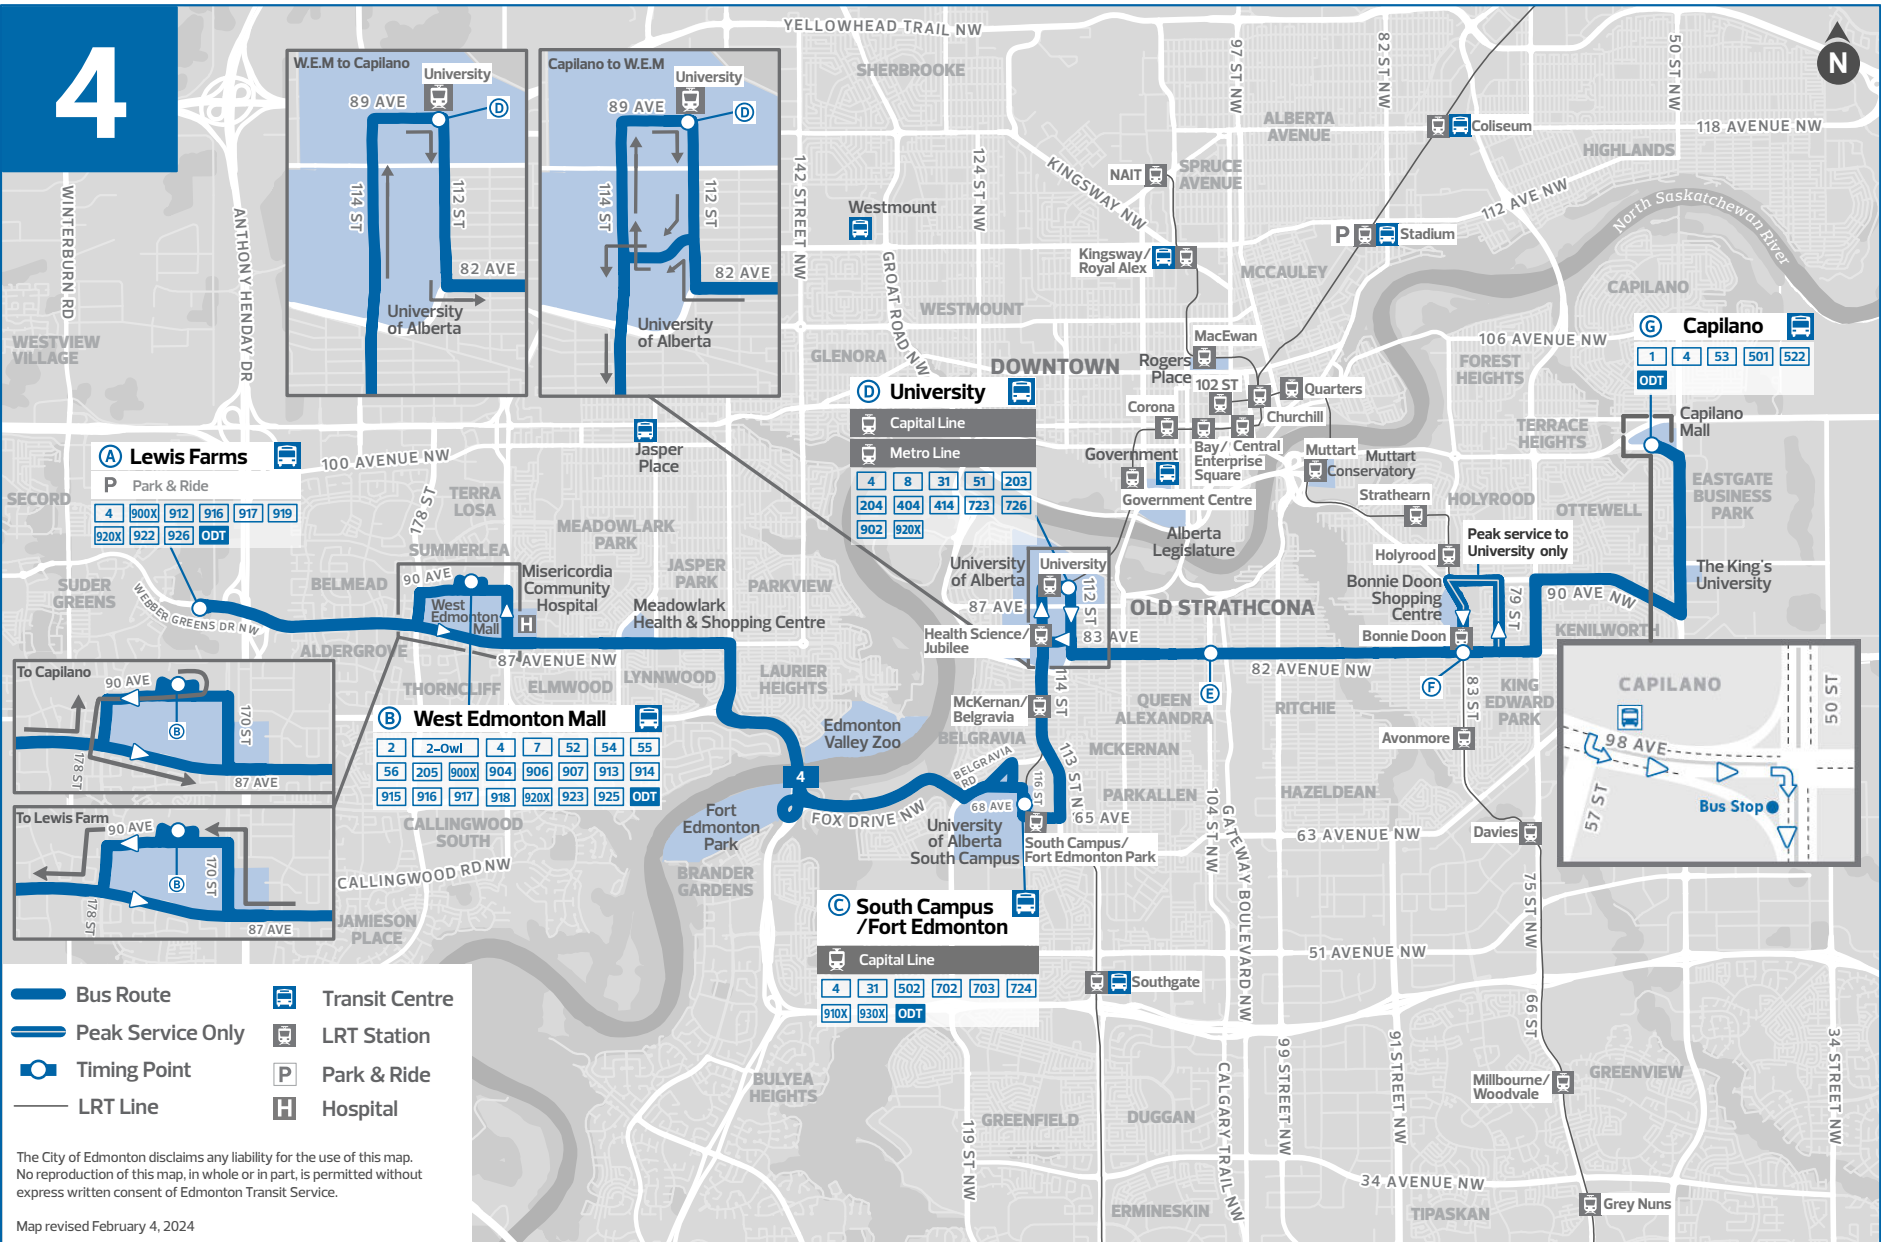 4
W.E.M to Capilano
University
89 AVE
D
114 ST
112 ST
82 AVE
University
of Alberta
Capilano to W.E.M
University
89 AVE
D
114 ST
112 ST
82 AVE
University
of Alberta
YELLOWHEAD TRAIL NW
SHERBROOKE
97 ST NW
82 ST NW
50 ST NW
N
ALBERTA
AVENUE
Coliseum
118 AVENUE NW
HIGHLANDS
142 STREET NW
124 ST NW
KINGSWAY NW
NAIT
SPRUCE
AVENUE
112 AVE NW
North Saskatchewan River
WINTERBURN RD
ANTHONY HENDAY DR
Westmount
P
Stadium
Kingsway/
Royal Alex
MCCAULEY
GROAT ROAD NW
WESTMOUNT
CAPILANO
WESTVIEW
VILLAGE
GLENORA
MacEwan
DOWNTOWN
Rogers
Place
106 AVENUE NW
FOREST
HEIGHTS
G Capilano
1 4 53 501 522
ODT
102 ST
Quarters
Corona
Churchill
D University
Capital Line
Metro Line
4 8 31 51 203
204 404 414 723 726
902 920X
Government
Bay/
Enterprise
Square
Central
Government Centre
Muttart
Muttart
Conservatory
Strathearn
HOLYROOD
TERRACE
HEIGHTS
Capilano
Mall
EASTGATE
BUSINESS
PARK
OTTEWELL
Jasper
Place
A Lewis Farms
P Park & Ride
4 900X 912 916 917 919
920X 922 926 ODT
100 AVENUE NW
SECORD
178 ST
TERRA
LOSA
MEADOWLARK
PARK
SUMMERLEA
Alberta
Legislature
Holyrood
Peak service to
University only
SUDER
GREENS
WEBBER GREENS DR NW
BELMEAD
90 AVE
West
Edmonton
Mall
Misericordia
Community
Hospital
H
JASPER
PARK
PARKVIEW
Meadowlark
Health & Shopping Centre
University
of Alberta
University
87 AVE
112 ST
OLD STRATHCONA
Bonnie Doon
Shopping
Centre
79 ST
90 AVE NW
The King's
University
Health Science/
Jubilee
83 AVE
Bonnie Doon
KENILWORTH
ALDERGROVE
87 AVENUE NW
82 AVENUE NW
THORNCLIFF
ELMWOOD
LYNNWOOD
LAURIER
HEIGHTS
114 ST
E
F
83 ST
KING
EDWARD
PARK
To Capilano
90 AVE
B
170 ST
178 ST
87 AVE
B West Edmonton Mall
2 2-Owl 4 7 52 54 55
56 205 900X 904 906 907 913 914
915 916 917 918 920X 923 925 ODT
McKernan/
Belgravia
QUEEN
ALEXANDRA
RITCHIE
Edmonton
Valley Zoo
BELGRAVIA
MCKERNAN
Avonmore
CAPILANO
50 ST
98 AVE
57 ST
Bus Stop
BELGRAVIA
RD
116 ST
113 ST N
4
PARKALLEN
HAZELDEAN
To Lewis Farm
90 AVE
B
170 ST
178 ST
87 AVE
CALLINGWOOD
SOUTH
Fort
Edmonton
Park
FOX DRIVE NW
68 AVE
65 AVE
University
of Alberta
South Campus
South Campus/
Fort Edmonton Park
104 ST NW
GATEWAY BOULEVARD NW
63 AVENUE NW
Davies
CALLINGWOOD RD NW
BRANDER
GARDENS
75 ST NW
JAMIESON
PLACE
C South Campus
/Fort Edmonton
Capital Line
4 31 502 702 703 724
910X 930X ODT
51 AVENUE NW
Southgate
Bus Route
Peak Service Only
Timing Point
LRT Line
Transit Centre
LRT Station
P Park & Ride
H Hospital
66 ST
34 STREET NW
BULYEA
HEIGHTS
119 ST NW
GREENFIELD
DUGGAN
CALGARY TRAIL NW
99 STREET NW
91 STREET NW
Millbourne/
Woodvale
GREENVIEW
34 AVENUE NW
ERMINESKIN
TIPASKAN
Grey Nuns
The City of Edmonton disclaims any liability for the use of this map.
No reproduction of this map, in whole or in part, is permitted without
express written consent of Edmonton Transit Service.
Map revised February 4, 2024